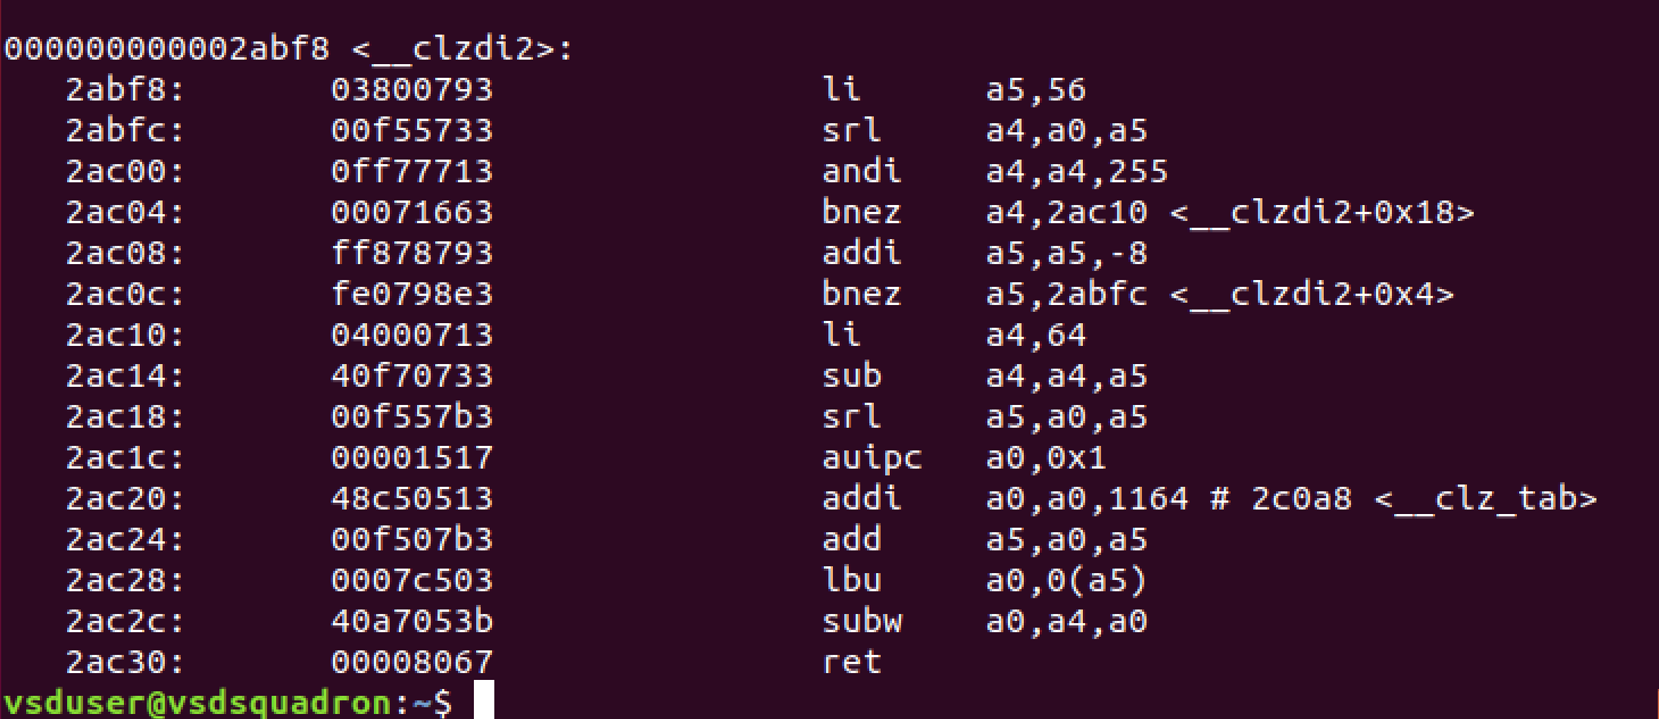 000000000002abf8 <__clzdi2>:
2abf8: 03800793 li a5,56
2abfc: 00f55733 srl a4,a0,a5
2ac00: 0ff77713 andi a4,a4,255
2ac04: 00071663 bnez a4,2ac10 <__clzdi2+0x18>
2ac08: ff878793 addi a5,a5,-8
2ac0c: fe0798e3 bnez a5,2abfc <__clzdi2+0x4>
2ac10: 04000713 li a4,64
2ac14: 40f70733 sub a4,a4,a5
2ac18: 00f557b3 srl a5,a0,a5
2ac1c: 00001517 auipc a0,0x1
2ac20: 48c50513 addi a0,a0,1164 # 2c0a8 <__clz_tab>
2ac24: 00f507b3 add a5,a0,a5
2ac28: 0007c503 lbu a0,0(a5)
2ac2c: 40a7053b subw a0,a4,a0
2ac30: 00008067 ret
vsduser@vsdsquadron:~$